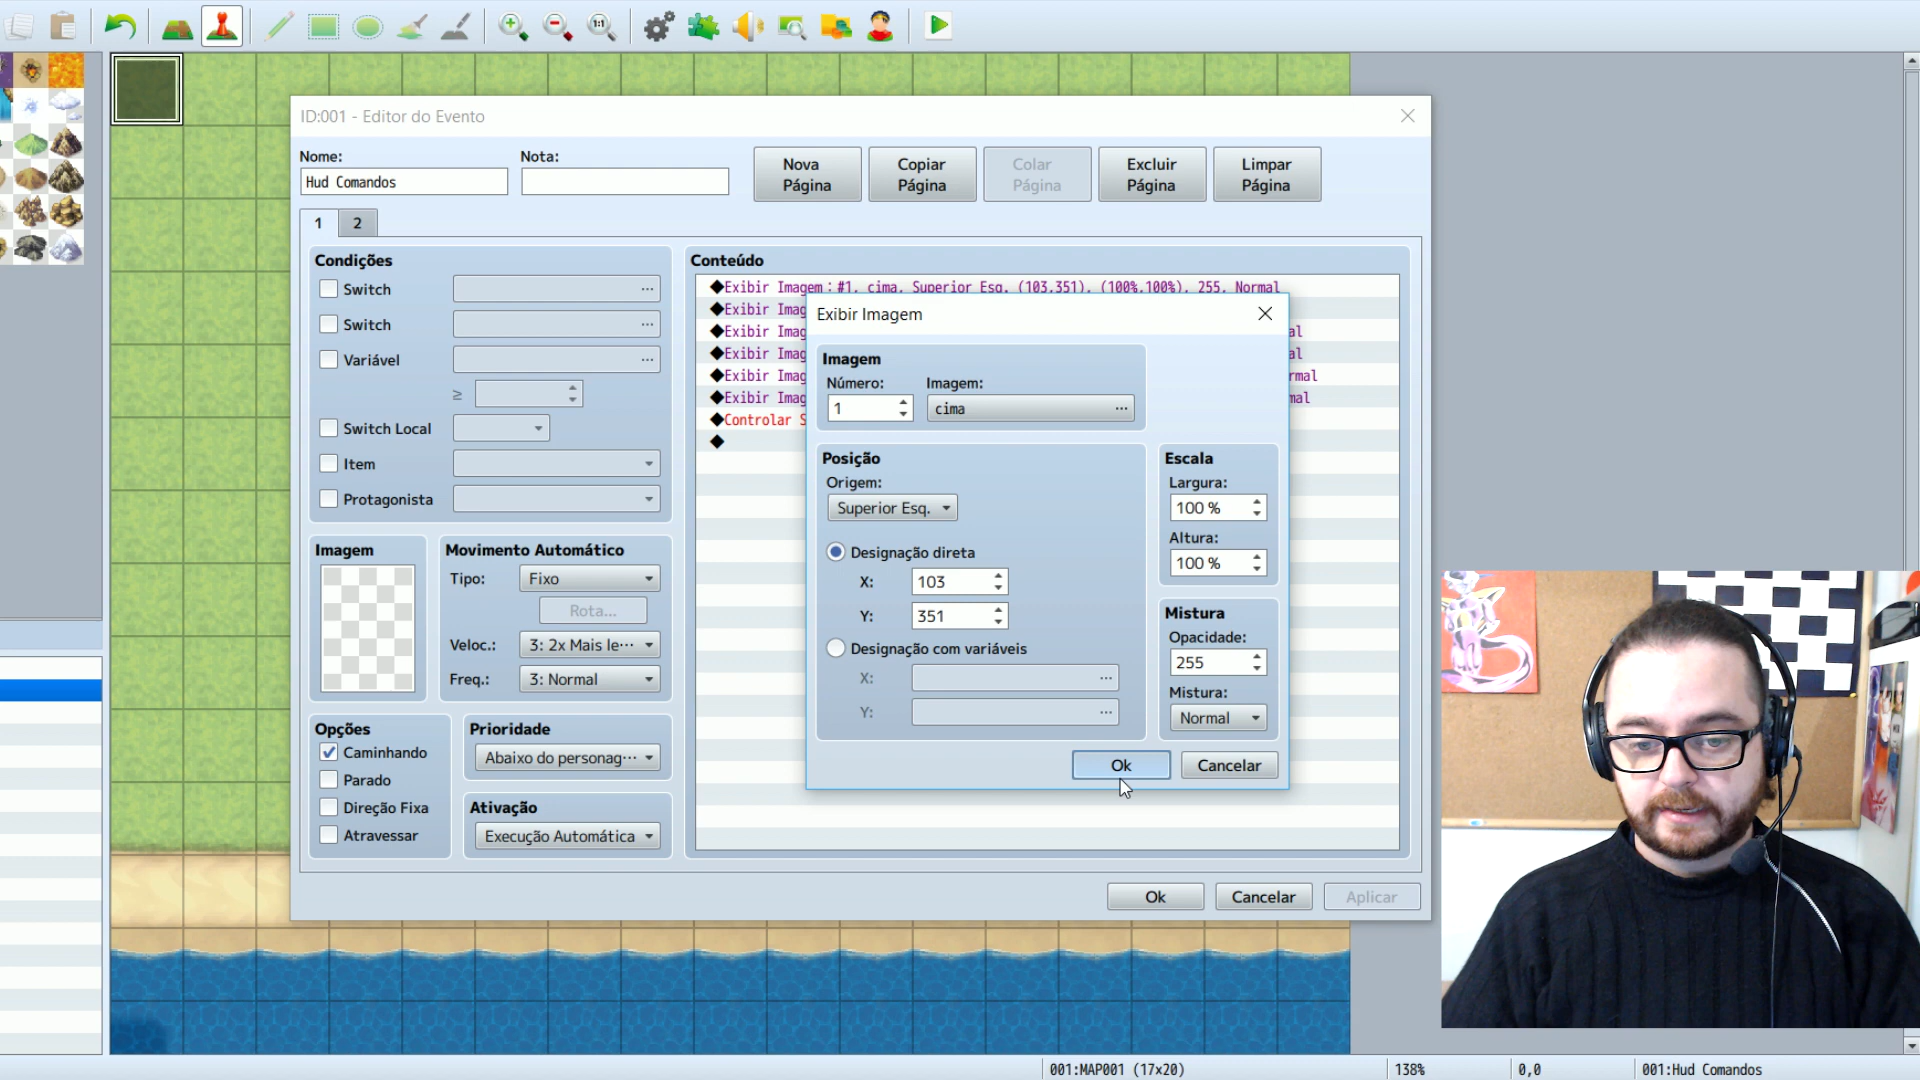 1:1
ID:001 - Editor do Evento
Nome:
Nota:
Hud Comandos
Nova Página
Copiar Página
Colar Página
Excluir Página
Limpar Página
1
2
Condições
Switch
Switch
Variável
≥
Switch Local
Item
Protagonista
Imagem
Movimento Automático
Tipo:
Fixo
Rota...
Veloc.:
3: 2x Mais le···
Freq.:
3: Normal
Opções
Caminhando
Parado
Direção Fixa
Atravessar
Prioridade
Abaixo do personag···
Ativação
Execução Automática
Conteúdo
◆Exibir Imagem：#1, cima, Superior Esq. (103,351), (100%,100%), 255, Normal
◆Exibir Imag
◆Exibir Imag al
◆Exibir Imag al
◆Exibir Imag rmal
◆Exibir Imag mal
◆Controlar S
◆
Exibir Imagem
Imagem
Número:
Imagem:
1
cima
Posição
Origem:
Superior Esq.
Designação direta
X:
103
Y:
351
Designação com variáveis
X:
Y:
Escala
Largura:
100 %
Altura:
100 %
Mistura
Opacidade:
255
Mistura:
Normal
Ok
Cancelar
Ok
Cancelar
Aplicar
001:MAP001 (17x20)
138%
0,0
001:Hud Comandos